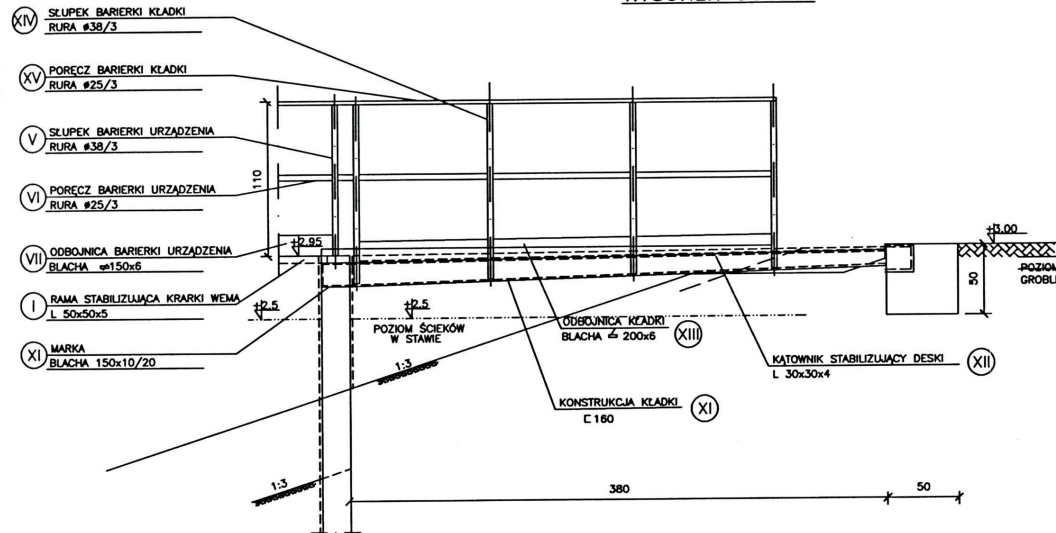 XIV SŁUPEK BARIERKI KŁADKI
RURA ø38/3
XV PORĘCZ BARIERKI KŁADKI
RURA ø25/3
V SŁUPEK BARIERKI URZĄDZENIA
RURA ø38/3
VI PORĘCZ BARIERKI URZĄDZENIA
RURA ø25/3
VII ODBOJNICA BARIERKI URZĄDZENIA
BLACHA 150x6
I RAMA STABILIZUJĄCA KRARKI WEMA
L 50x50x5
XI MARKA
BLACHA 150x10/20
110
+2.95
+2.5
+2.5
POZIOM ŚCIEKÓW
W STAWIE
1:3
1:3
ODBOJNICA KŁADKI
BLACHA 200x6
XIII
KĄTOWNIK STABILIZUJĄCY DESKI
L 30x30x4
XII
KONSTRUKCJA KŁADKI
⊏ 160
XI
+3.00
POZIOM
GROBL
50
380
50